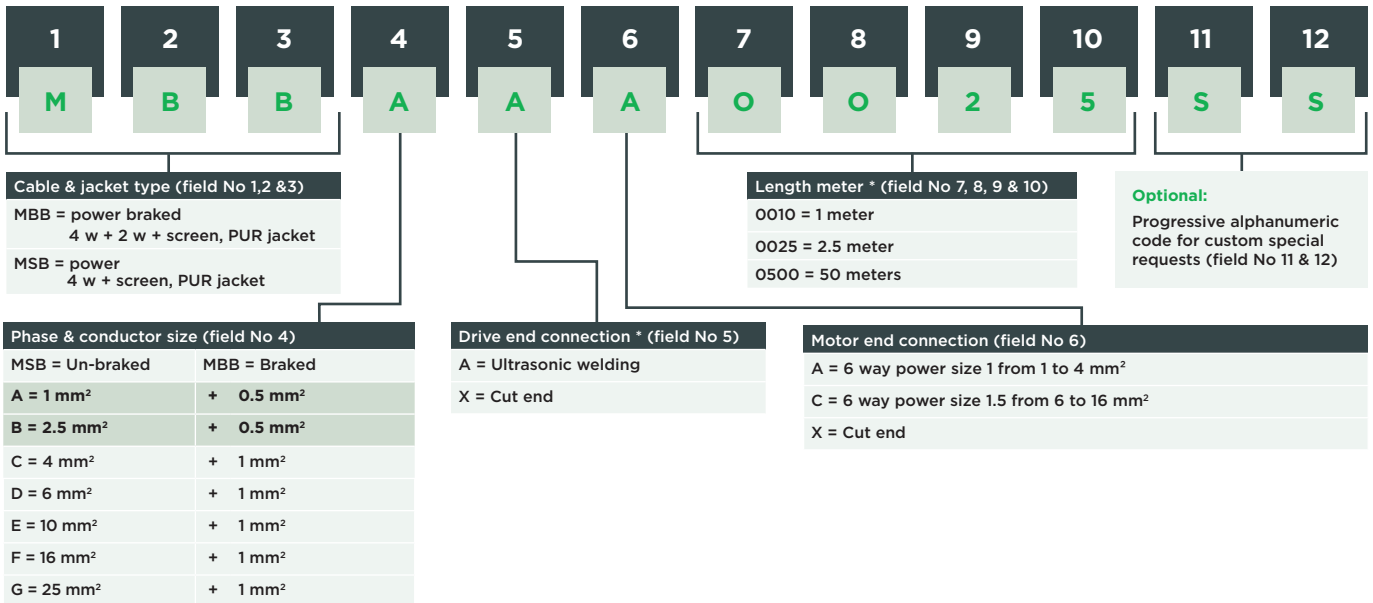 1 2 3 4 5 6 7 8 9 10 11 12
M B B A A A O O 2 5 S S
Cable & jacket type (field No 1,2 &3)
MBB = power braked
4 w + 2 w + screen, PUR jacket
MSB = power
4 w + screen, PUR jacket
Length meter * (field No 7, 8, 9 & 10)
0010 = 1 meter
0025 = 2.5 meter
0500 = 50 meters
Optional:
Progressive alphanumeric
code for custom special
requests (field No 11 & 12)
Phase & conductor size (field No 4)
MSB = Un-braked MBB = Braked
A = 1 mm² + 0.5 mm²
B = 2.5 mm² + 0.5 mm²
C = 4 mm² + 1 mm²
D = 6 mm² + 1 mm²
E = 10 mm² + 1 mm²
F = 16 mm² + 1 mm²
G = 25 mm² + 1 mm²
Drive end connection * (field No 5)
A = Ultrasonic welding
X = Cut end
Motor end connection (field No 6)
A = 6 way power size 1 from 1 to 4 mm²
C = 6 way power size 1.5 from 6 to 16 mm²
X = Cut end